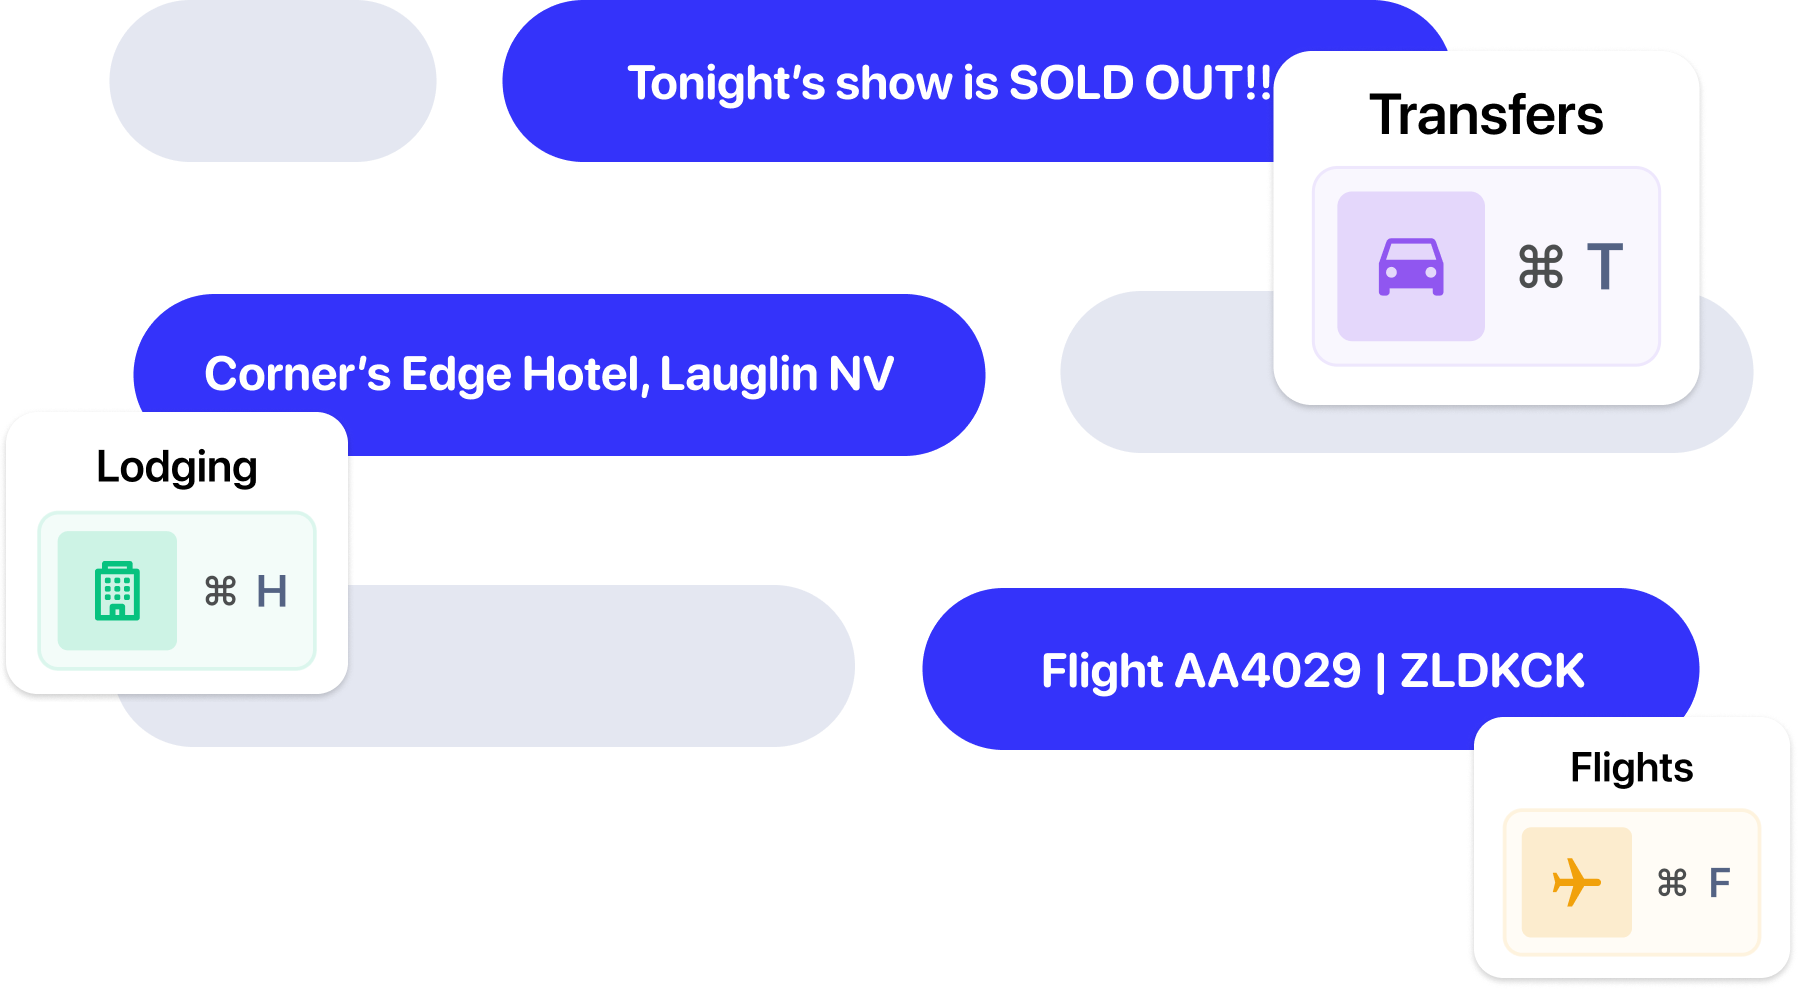 Tonight's show is SOLD OUT!!
Transfers
⌘ T
Corner's Edge Hotel, Lauglin NV
Lodging
⌘ H
Flight AA4029 | ZLDKCK
Flights
⌘ F